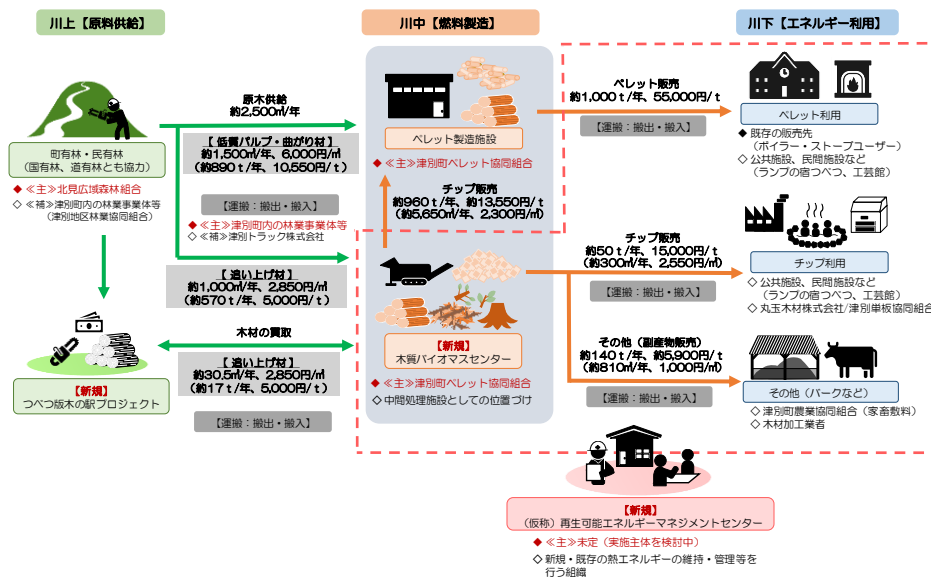 川上【原料供給】
川中【燃料製造】
川下【エネルギー利用】
町有林・民有林
（国有林、道有林とも協力）
◆ ≪主≫北見広域森林組合
◇ ≪補≫津別町内の林業事業体等
（津別地区林業協同組合）
【新規】
つべつ版木の駅プロジェクト
原木供給
約2,500㎥/年
【 低質パルプ・曲がり材 】
約1,500㎥/年、6,000円/㎥
（約890ｔ/年、10,550円/ｔ）
【運搬：搬出・搬入】
◆ ≪主≫津別町内の林業事業体等
◇ ≪補≫津別トラック株式会社
【 追い上げ材 】
約1,000㎥/年、2,850円/㎥
（約570ｔ/年、5,000円/ｔ）
木材の買取
【 追い上げ材 】
約30.5㎥/年、2,850円/㎥
（約17ｔ/年、5,000円/ｔ）
【運搬：搬出・搬入】
ペレット製造施設
◆ ≪主≫津別町ペレット協同組合
チップ販売
約960ｔ/年、約13,550円/ｔ
（約5,650㎥/年、2,300円/㎥）
【新規】
木質バイオマスセンター
◆ ≪主≫津別町ペレット協同組合
◇ 中間処理施設としての位置づけ
ペレット販売
約1,000ｔ/年、55,000円/ｔ
【運搬：搬出・搬入】
ペレット利用
◆ 既存の販売先
（ボイラー・ストーブユーザー）
◇ 公共施設、民間施設など
（ランプの宿つべつ、工芸館）
チップ販売
約50ｔ/年、15,000円/ｔ
（約300㎥/年、2,550円/㎥）
【運搬：搬出・搬入】
チップ利用
◇ 公共施設、民間施設など
（ランプの宿つべつ、工芸館）
◇ 丸玉木材株式会社/津別単板協同組合
その他（副産物販売）
約140ｔ/年、約5,900円/ｔ
（約810㎥/年、1,000円/㎥）
【運搬：搬出・搬入】
その他（バークなど）
◇ 津別町農業協同組合（家畜敷料）
◇ 木材加工業者
【新規】
（仮称）再生可能エネルギーマネジメントセンター
◆ ≪主≫未定（実施主体を検討中）
◇ 新規・既存の熱エネルギーの維持・管理等を
行う組織